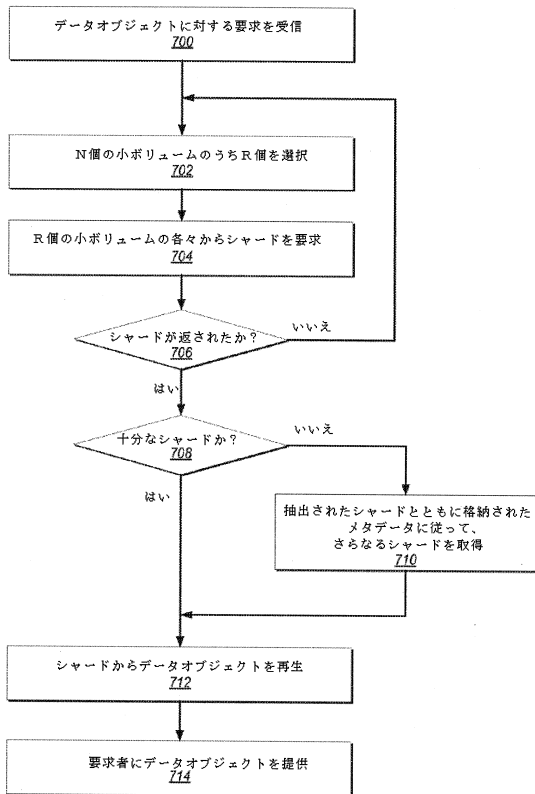 データオブジェクトに対する要求を受信
700
N個の小ボリュームのうちR個を選択
702
R個の小ボリュームの各々からシャードを要求
704
シャードが返されたか?
706
いいえ
はい
十分なシャードか?
708
いいえ
はい
抽出されたシャードとともに格納された
メタデータに従って、
さらなるシャードを取得
710
シャードからデータオブジェクトを再生
712
要求者にデータオブジェクトを提供
714